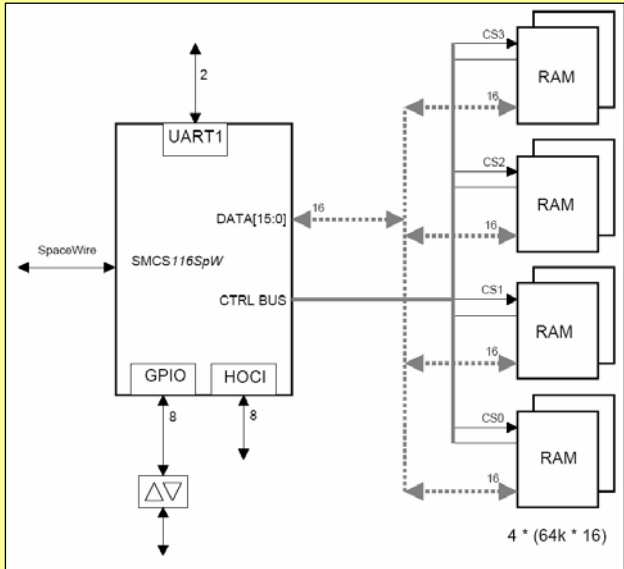 CS3
2
RAM
16
UART1
CS2
RAM
16
DATA[15:0]
16
SpaceWire
SMCS116SpW
CS1
CTRL BUS
RAM
16
GPIO
HOCI
8
8
CS0
RAM
16
4 * (64k * 16)